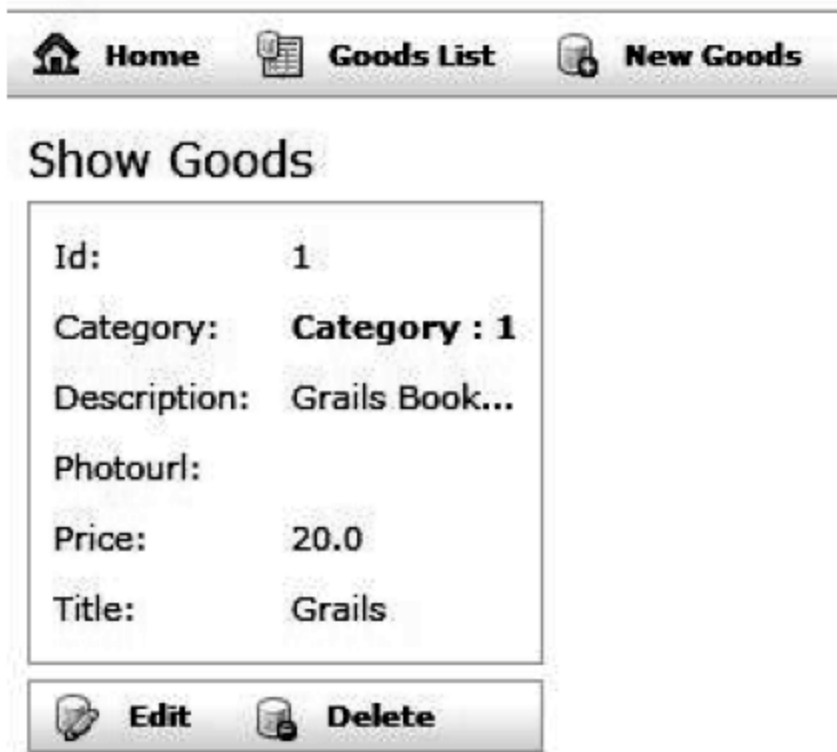 Home Goods List New Goods
Show Goods
Id: 1
Category: Category : 1
Description: Grails Book...
Photourl:
Price: 20.0
Title: Grails
Edit Delete